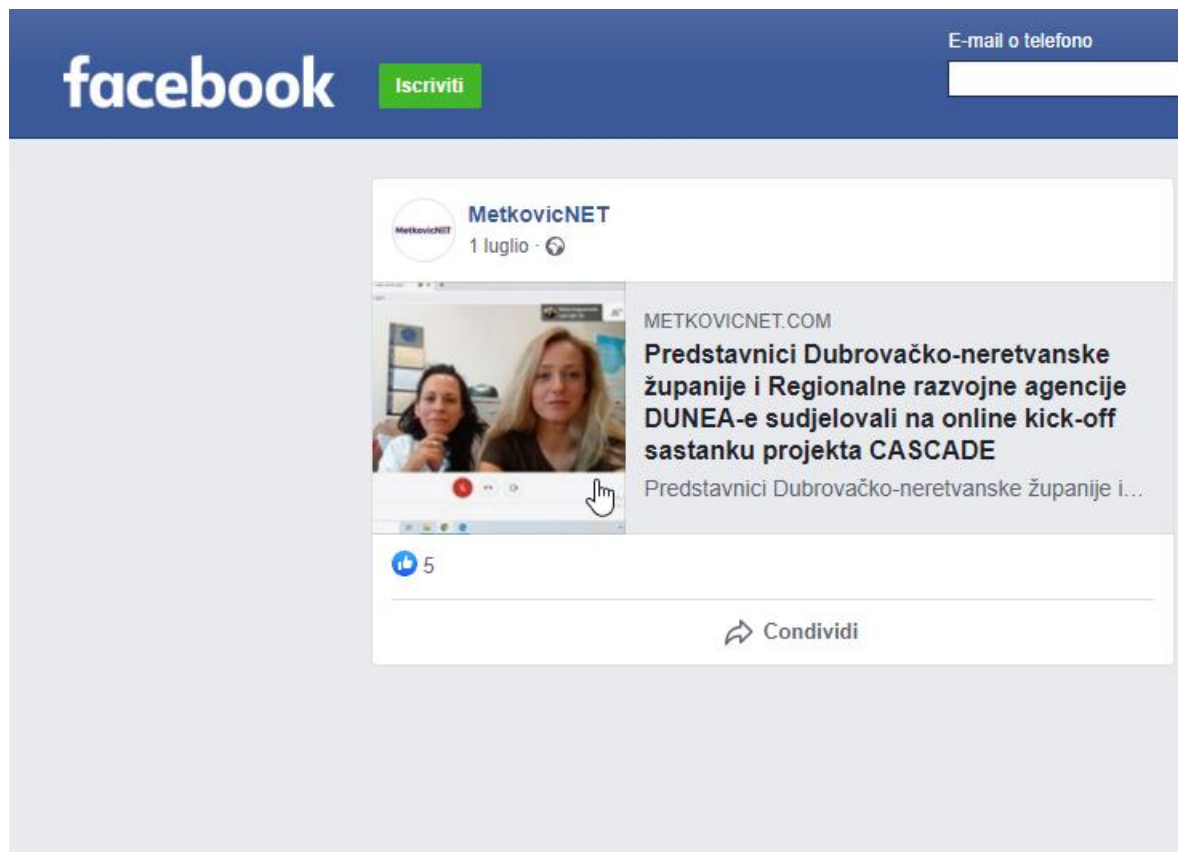 E-mail o telefono
facebook
Iscriviti
MetkovicNET
MetkovicNET
1 luglio ·
METKOVICNET.COM
Predstavnici Dubrovačko-neretvanske
županije i Regionalne razvojne agencije
DUNEA-e sudjelovali na online kick-off
sastanku projekta CASCADE
Predstavnici Dubrovačko-neretvanske županije i...
5
Condividi